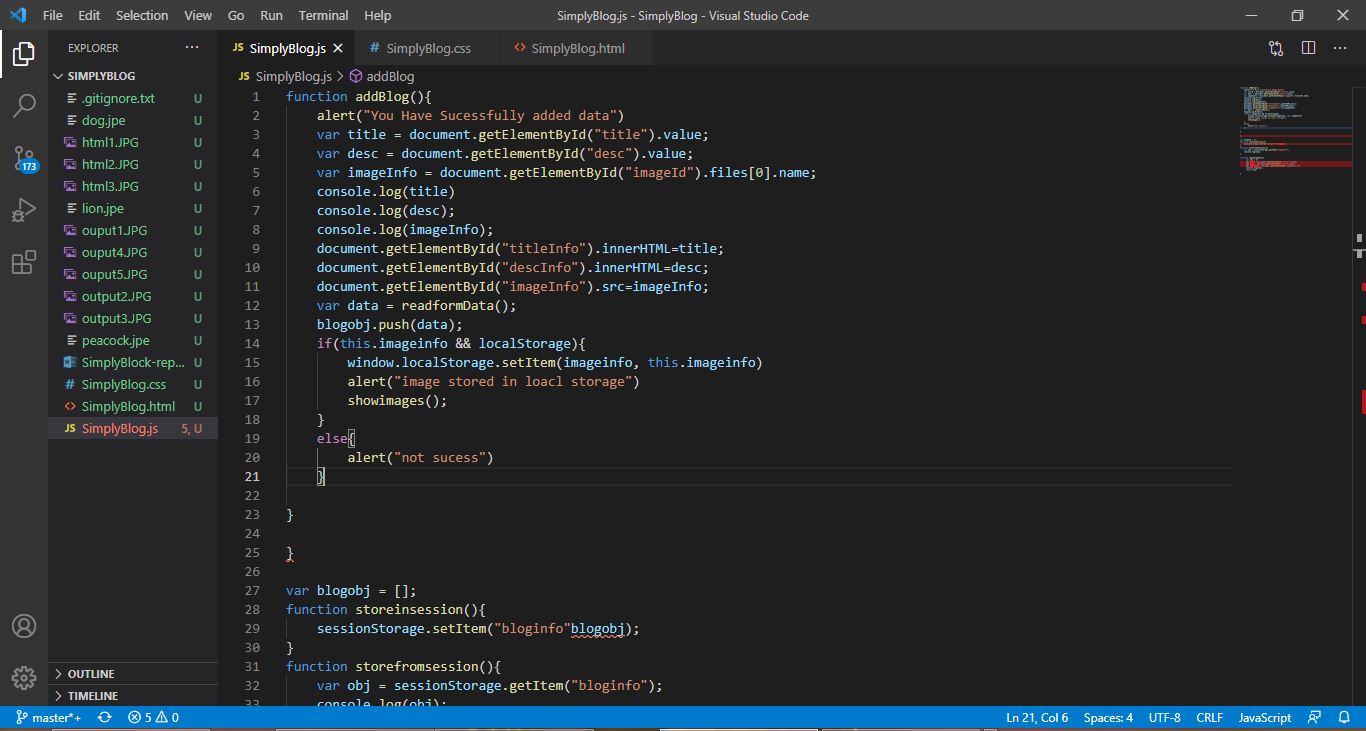 File Edit Selection View Go Run Terminal Help SimplyBlog.js - SimplyBlog - Visual Studio Code
EXPLORER ...
SIMPLYBLOG
.gitignore.txt U
dog.jpe U
html1.JPG U
html2.JPG U
html3.JPG U
lion.jpe U
ouput1.JPG U
ouput4.JPG U
ouput5.JPG U
output2.JPG U
output3.JPG U
peacock.jpe U
SimplyBlock-rep... U
# SimplyBlog.css U
<> SimplyBlog.html U
JS SimplyBlog.js 5, U
OUTLINE
TIMELINE
173
JS SimplyBlog.js # SimplyBlog.css <> SimplyBlog.html
JS SimplyBlog.js > addBlog
1 function addBlog(){
2 alert("You Have Sucessfully added data")
3 var title = document.getElementById("title").value;
4 var desc = document.getElementById("desc").value;
5 var imageInfo = document.getElementById("imageId").files[0].name;
6 console.log(title)
7 console.log(desc);
8 console.log(imageInfo);
9 document.getElementById("titleInfo").innerHTML=title;
10 document.getElementById("descInfo").innerHTML=desc;
11 document.getElementById("imageInfo").src=imageInfo;
12 var data = readformData();
13 blogobj.push(data);
14 if(this.imageinfo && localStorage){
15 window.localStorage.setItem(imageinfo, this.imageinfo)
16 alert("image stored in loacl storage")
17 showimages();
18 }
19 else{
20 alert("not sucess")
21 }
22
23 }
24
25 }
26
27 var blogobj = [];
28 function storeinsession(){
29 sessionStorage.setItem("bloginfo"blogobj);
30 }
31 function storefromsession(){
32 var obj = sessionStorage.getItem("bloginfo");
33 console.log(obj);
master*+ 5 0 Ln 21, Col 6 Spaces: 4 UTF-8 CRLF JavaScript